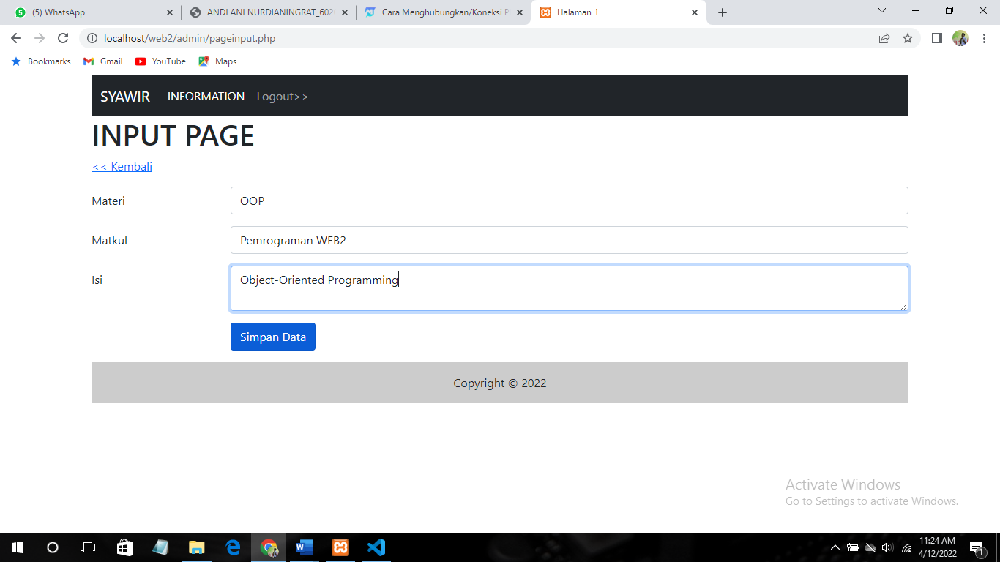 (5) WhatsApp
ANDI ANI NURDIANINGRAT_602
Cara Menghubungkan/Koneksi P
Halaman 1
localhost/web2/admin/pageinput.php
Bookmarks Gmail YouTube Maps
SYAWIR INFORMATION Logout>>
INPUT PAGE
<< Kembali
Materi OOP
Matkul Pemrograman WEB2
Isi Object-Oriented Programming
Simpan Data
Copyright © 2022
Activate Windows
Go to Settings to activate Windows.
11:24 AM
4/12/2022
1